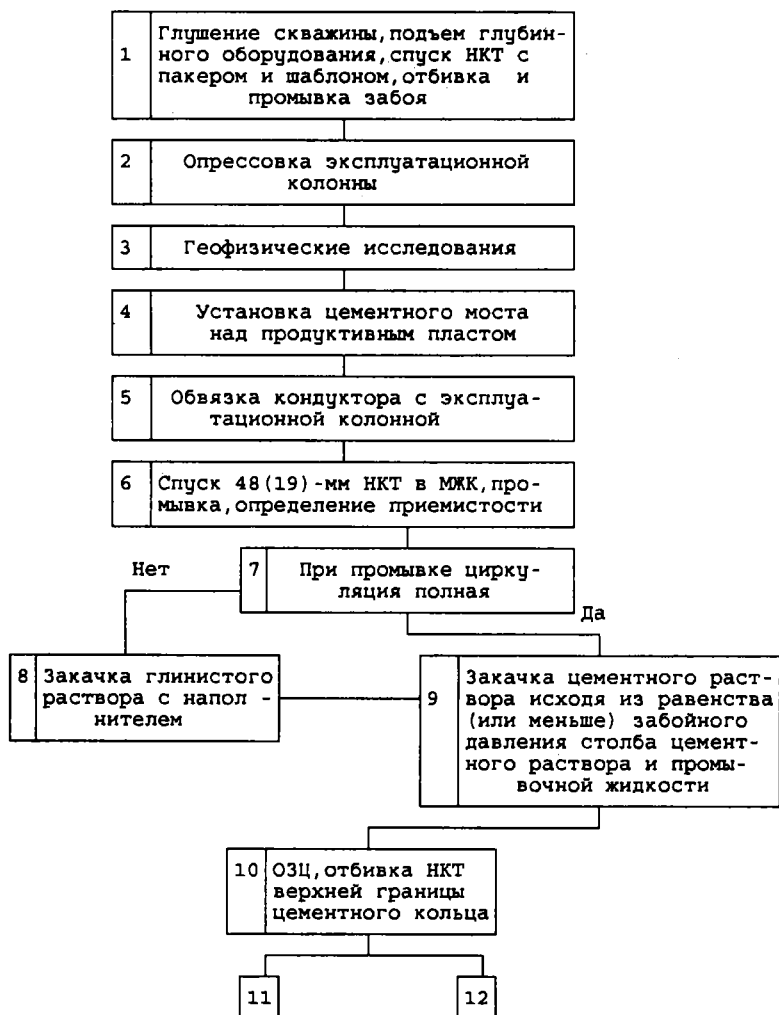 1
Глушение скважины,подъем глубин-
ного оборудования,спуск НКТ с
пакером и шаблоном,отбивка и
промывка забоя
2
Опрессовка эксплуатационной
колонны
3
Геофизические исследования
4
Установка цементного моста
над продуктивным пластом
5
Обвязка кондуктора с эксплуа-
тационной колонной
6
Спуск 48(19)-мм НКТ в МЖК,про-
мывка,определение приемистости
Нет
7
При промывке цирку-
ляция полная
Да
8
Закачка глинистого
раствора с напол -
нителем
9
Закачка цементного раст-
вора исходя из равенства
(или меньше) забойного
давления столба цемент-
ного раствора и промы-
вочной жидкости
10
ОЗЦ,отбивка НКТ
верхней границы
цементного кольца
11
12